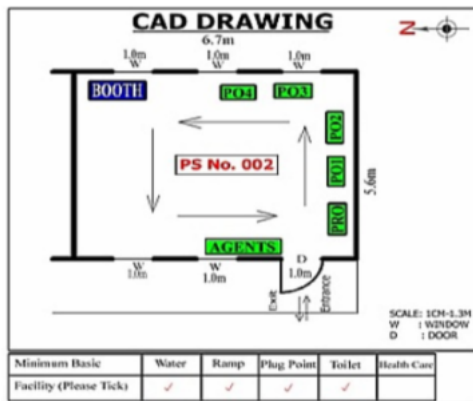 CAD DRAWING
6.7m
N
1.0m 1.0m 1.0m
W W W
BOOTH PO4 PO3
PO2
PS No. 002
PO1
5.6m
PRO
AGENTS
W W D
1.0m 1.0m 1.0m
Exit Entrance
SCALE: 1CM-1.3M
W : WINDOW
D : DOOR
Minimum Basic Water Ramp Plug Point Toilet Health Care
Facility (Please Tick) ✓ ✓ ✓ ✓